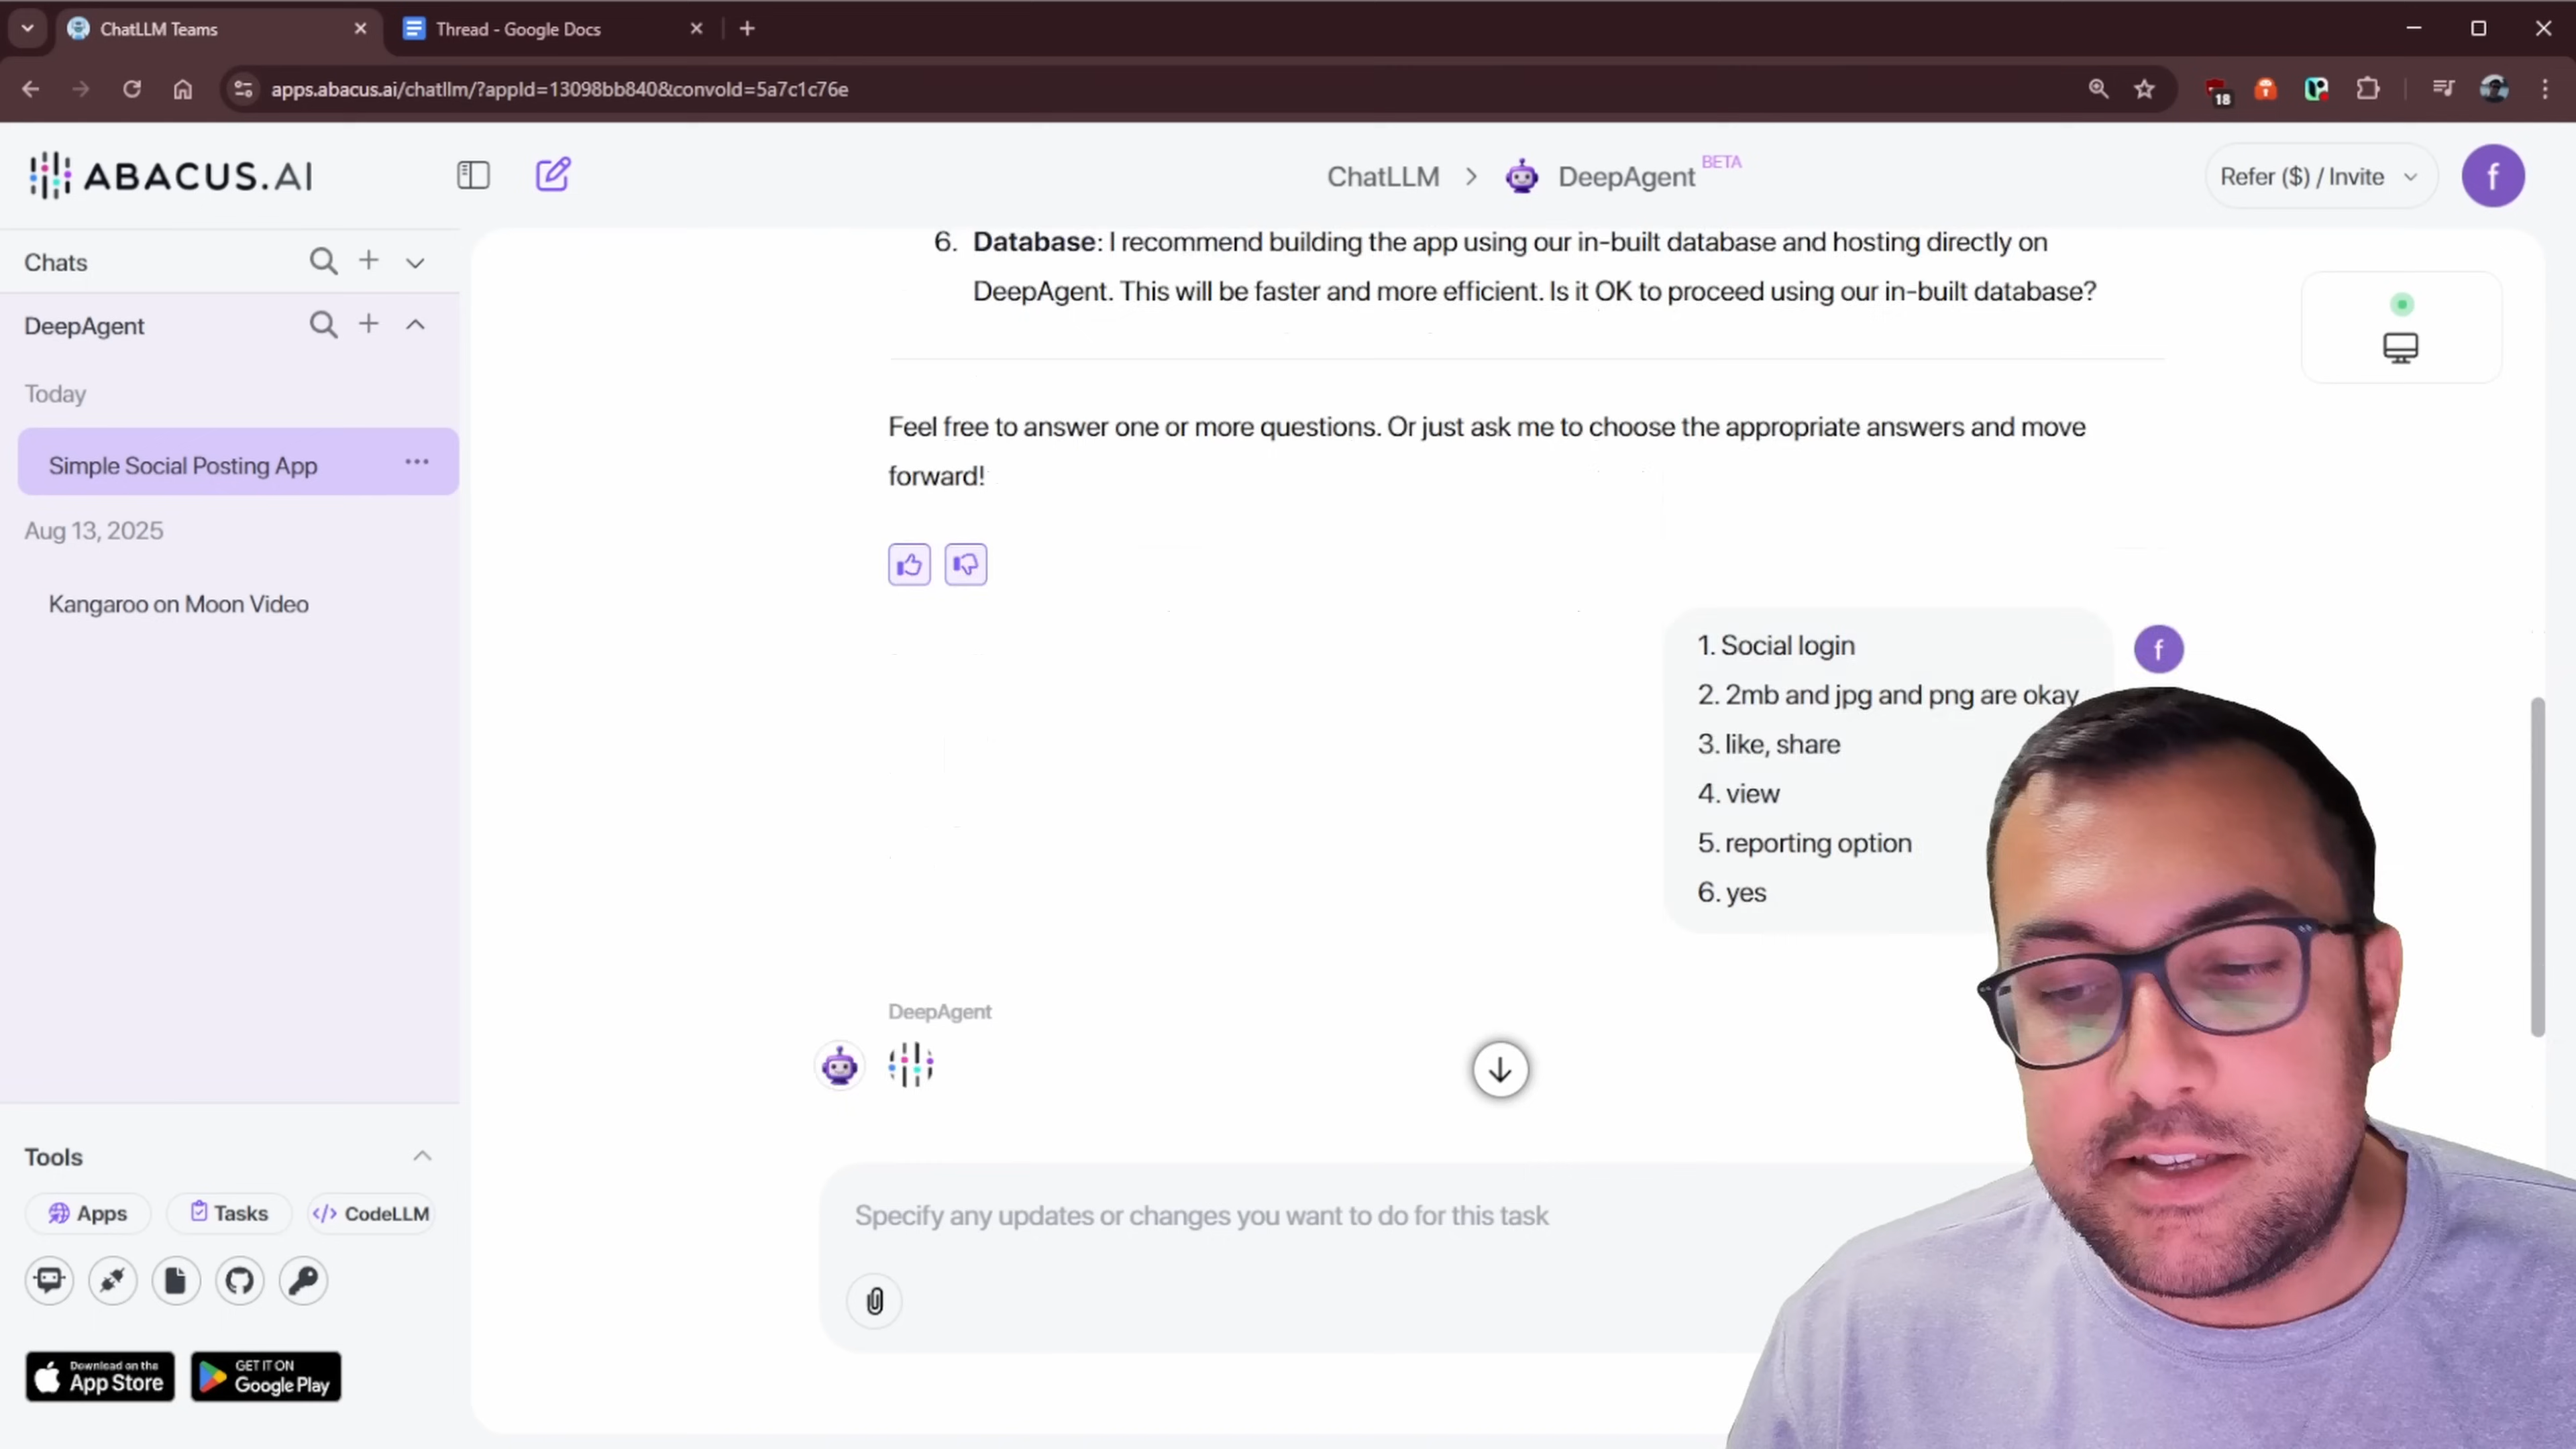 ChatLLM Teams
Thread - Google Docs
apps.abacus.ai/chatllm/?appId=13098bb840&convoId=5a7c1c76e
18
ABACUS.AI
ChatLLM > DeepAgent BETA
Refer ($) / Invite
f
Chats
DeepAgent
Today
Simple Social Posting App
Aug 13, 2025
Kangaroo on Moon Video
6. Database: I recommend building the app using our in-built database and hosting directly on
DeepAgent. This will be faster and more efficient. Is it OK to proceed using our in-built database?
Feel free to answer one or more questions. Or just ask me to choose the appropriate answers and move
forward!
f
1. Social login
2. 2mb and jpg and png are okay
3. like, share
4. view
5. reporting option
6. yes
DeepAgent
Specify any updates or changes you want to do for this task
Tools
Apps
Tasks
</> CodeLLM
Download on the
App Store
GET IT ON
Google Play